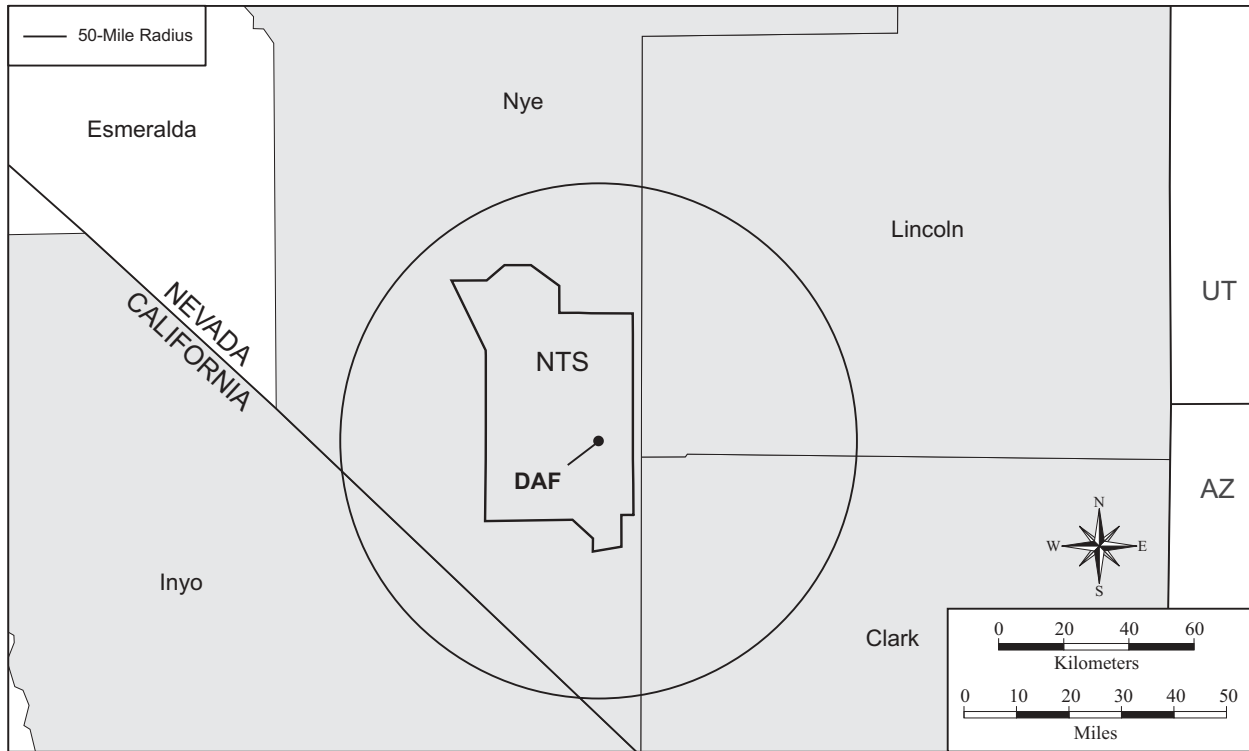 50-Mile Radius
Nye
Esmeralda
Lincoln
UT
NEVADA
CALIFORNIA
NTS
DAF
AZ
N
W E
S
Inyo
Clark
0 20 40 60
Kilometers
0 10 20 30 40 50
Miles